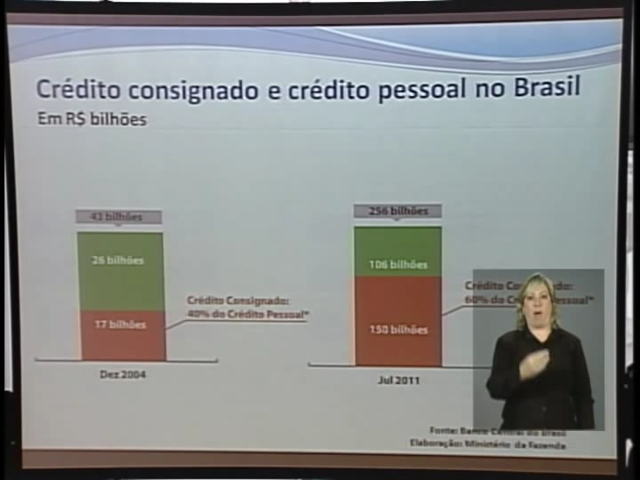 Crédito consignado e crédito pessoal no Brasil
Em R$ bilhões
43 bilhões
256 bilhões
26 bilhões
106 bilhões
Crédito Consignado:
40% do Crédito Pessoal*
17 bilhões
60% do Crédito Pessoal*
150 bilhões
Dez 2004
Jul 2011
Fonte: Banco Central do Brasil
Elaboração: Ministério da Fazenda